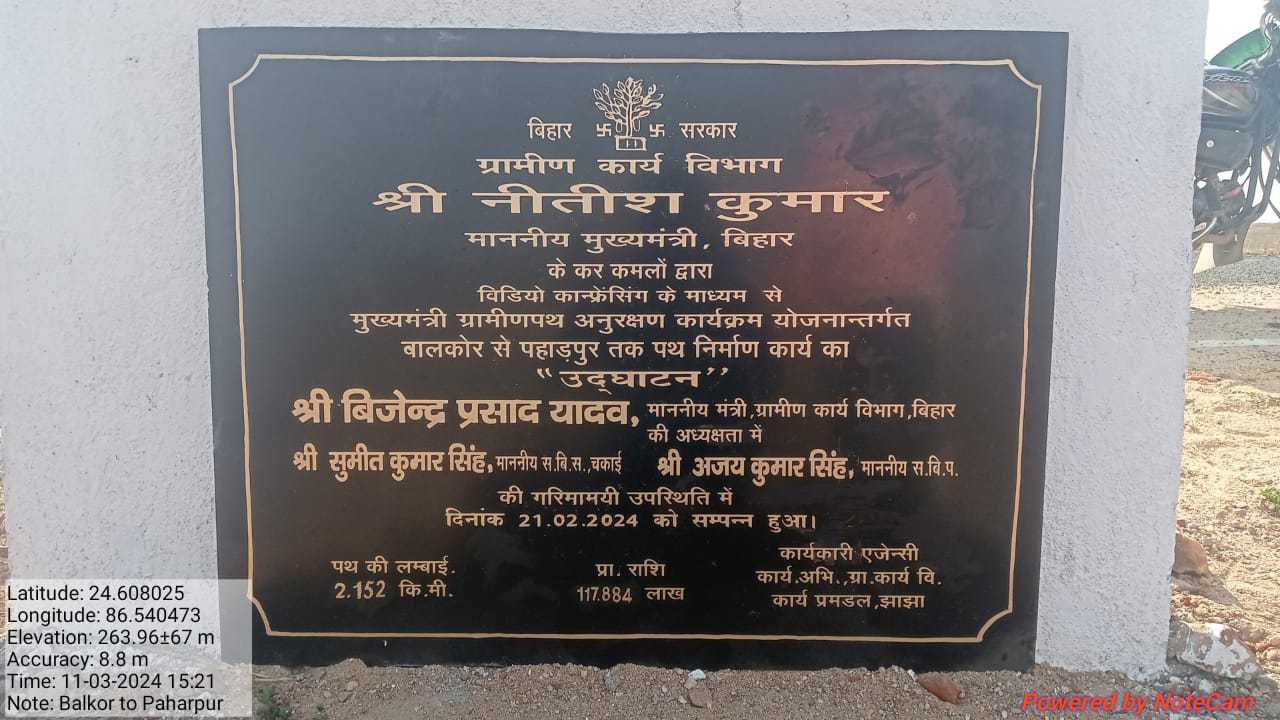 बिहार 卐 卐 सरकार
ग्रामीण कार्य विभाग
श्री नीतीश कुमार
माननीय मुख्यमंत्री, बिहार
के कर कमलों द्वारा
विडियो कान्फ्रेंसिंग के माध्यम से
मुख्यमंत्री ग्रामीणपथ अनुरक्षण कार्यक्रम योजनान्तर्गत
बालकोर से पहाड़पुर तक पथ निर्माण कार्य का
“उद्घाटन”
श्री बिजेन्द्र प्रसाद यादव, माननीय मंत्री,ग्रामीण कार्य विभाग,बिहार
की अध्यक्षता में
श्री सुमीत कुमार सिंह, माननीय स.बि.स.,चकाई श्री अजय कुमार सिंह, माननीय स.बि.प.
की गरिमामयी उपस्थिति में
दिनांक 21.02.2024 को सम्पन्न हुआ।
पथ की लम्बाई.
2.152 कि.मी.
प्रा. राशि
117.884 लाख
कार्यकारी एजेन्सी
कार्य.अभि.,ग्रा.कार्य वि.
कार्य प्रमडल,झाझा
Latitude: 24.608025
Longitude: 86.540473
Elevation: 263.96±67 m
Accuracy: 8.8 m
Time: 11-03-2024 15:21
Note: Balkor to Paharpur
Powered by NoteCam